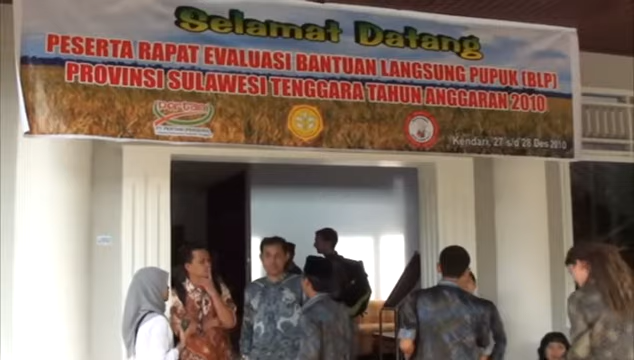 Selamat Datang
PESERTA RAPAT EVALUASI BANTUAN LANGSUNG PUPUK (BLP)
PROVINSI SULAWESI TENGGARA TAHUN ANGGARAN 2010
Kendari, 27 s/d 28 Des 2010